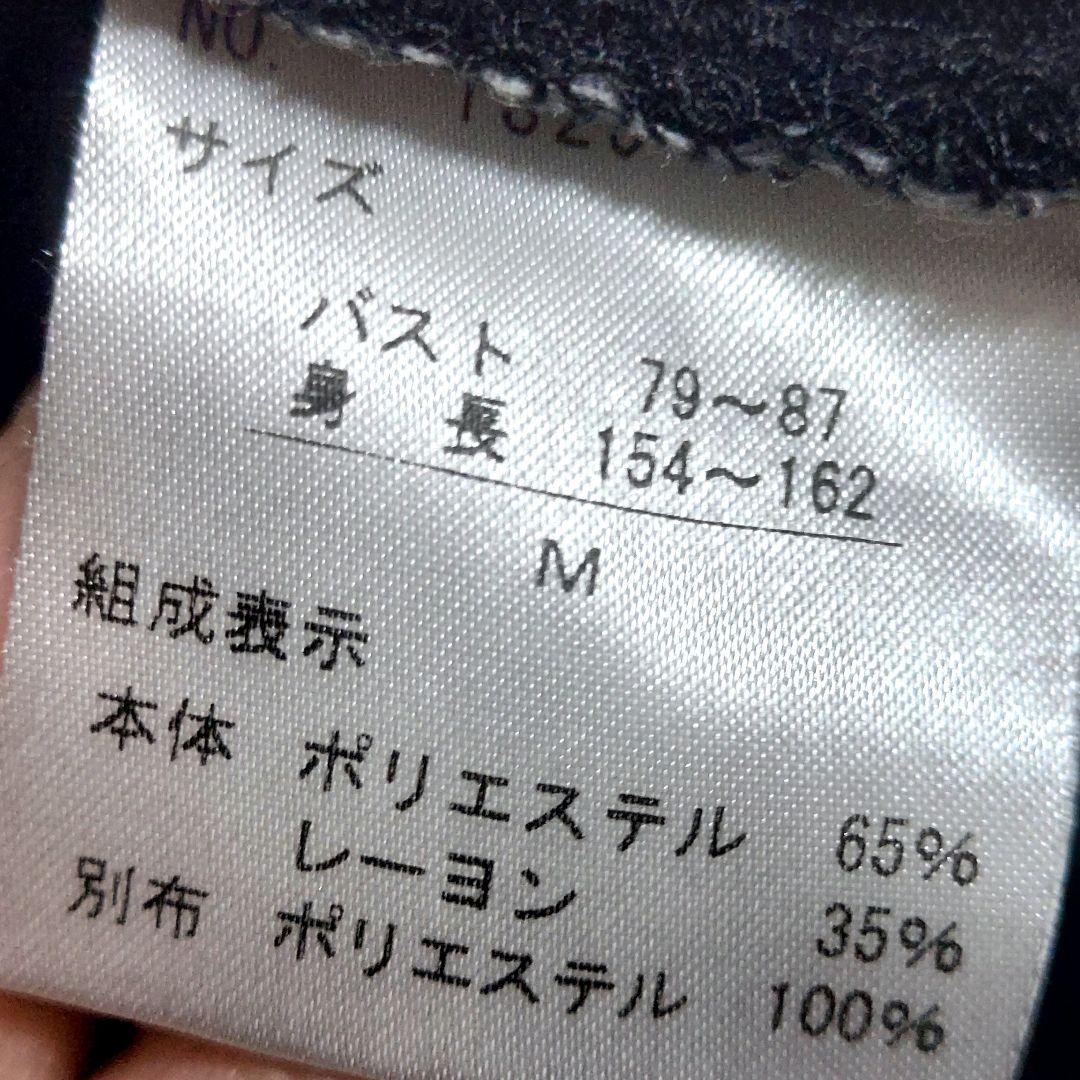 NO.
サイズ
バスト 79～87
身長 154～162
M
組成表示
本体 ポリエステル 65%
レーヨン 35%
別布 ポリエステル 100%